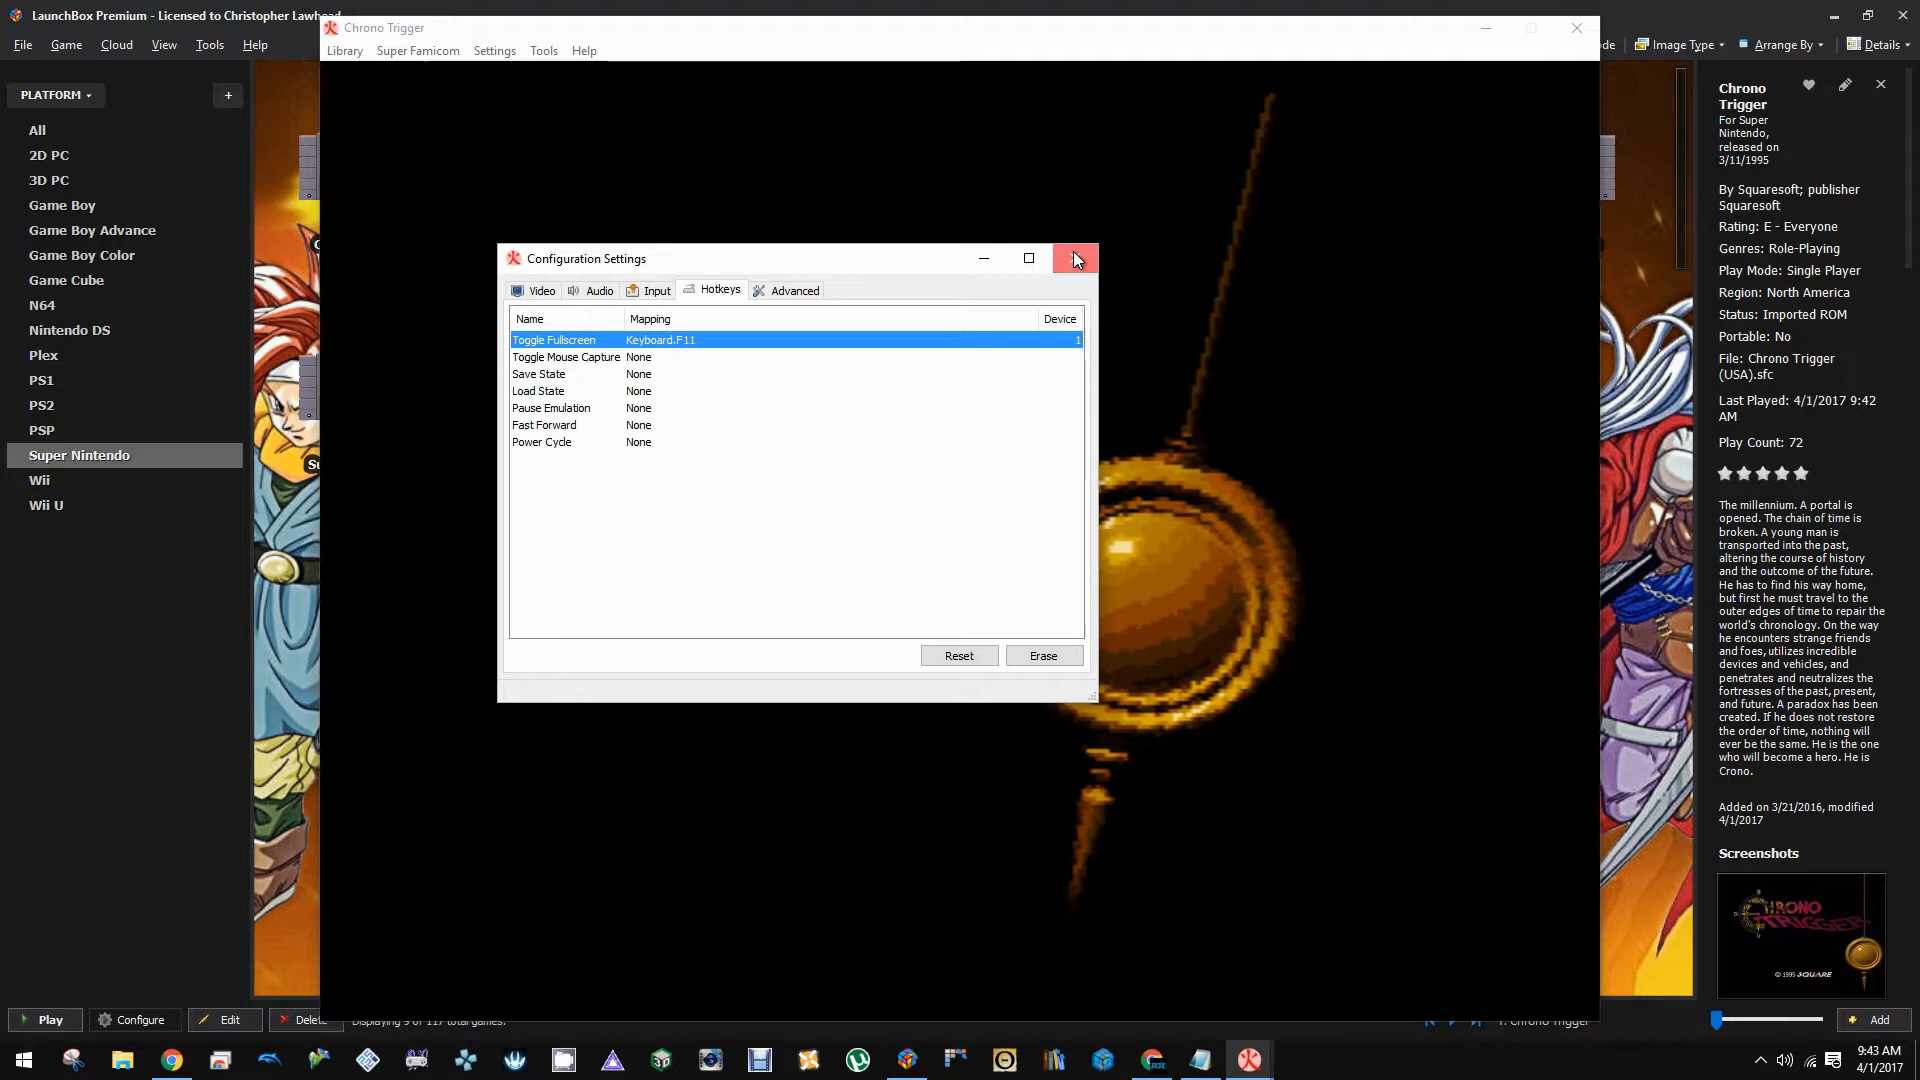 LaunchBox Premium - Licensed to Christopher Lawhead
File Game Cloud View Tools Help
Image Type
Arrange By
Details
PLATFORM
+
All
2D PC
3D PC
Game Boy
Game Boy Advance
Game Boy Color
Game Cube
N64
Nintendo DS
Plex
PS1
PS2
PSP
Super Nintendo
Wii
Wii U
Chrono Trigger
Library Super Famicom Settings Tools Help
Configuration Settings
Video Audio Input Hotkeys Advanced
Name Mapping Device
Toggle Fullscreen Keyboard.F11 1
Toggle Mouse Capture None
Save State None
Load State None
Pause Emulation None
Fast Forward None
Power Cycle None
Reset Erase
Chrono
Trigger
For Super
Nintendo,
released on
3/11/1995
By Squaresoft; publisher
Squaresoft
Rating: E - Everyone
Genres: Role-Playing
Play Mode: Single Player
Region: North America
Status: Imported ROM
Portable: No
File: Chrono Trigger
(USA).sfc
Last Played: 4/1/2017 9:42
AM
Play Count: 72
The millennium. A portal is
opened. The chain of time is
broken. A young man is
transported into the past,
altering the course of history
and the outcome of the future.
He has to find his way home,
but first he must travel to the
outer edges of time to repair the
world's chronology. On the way
he encounters strange friends
and foes, utilizes incredible
devices and vehicles, and
penetrates and neutralizes the
fortresses of the past, present,
and future. A paradox has been
created. If he does not restore
the order of time, nothing will
ever be the same. He is the one
who will become a hero. He is
Crono.
Added on 3/21/2016, modified
4/1/2017
Screenshots
CHRONO
TRIGGER
© 1995 SQUARE
Play Configure Edit Delete
Displaying 9 of 117 total games.
1: Chrono Trigger
Add
9:43 AM
4/1/2017